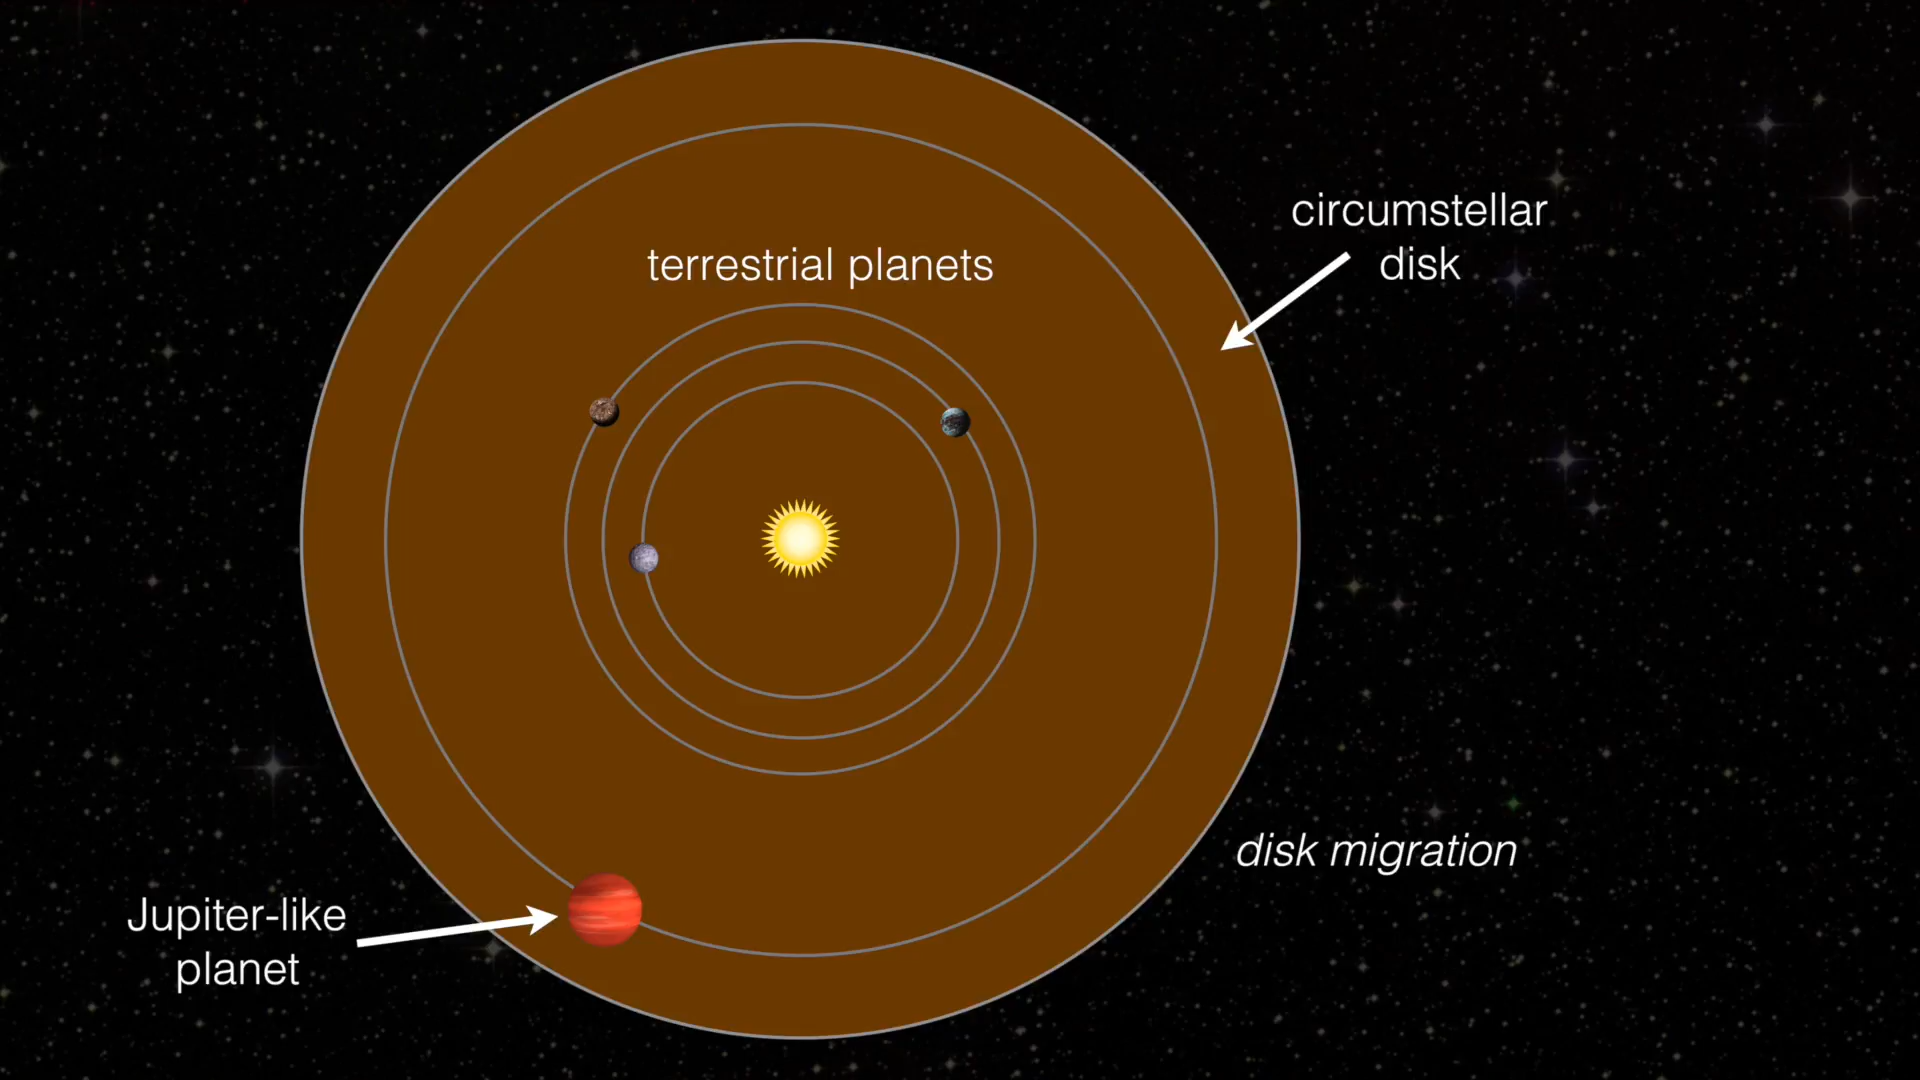 circumstellar
disk
terrestrial planets
disk migration
Jupiter-like
planet